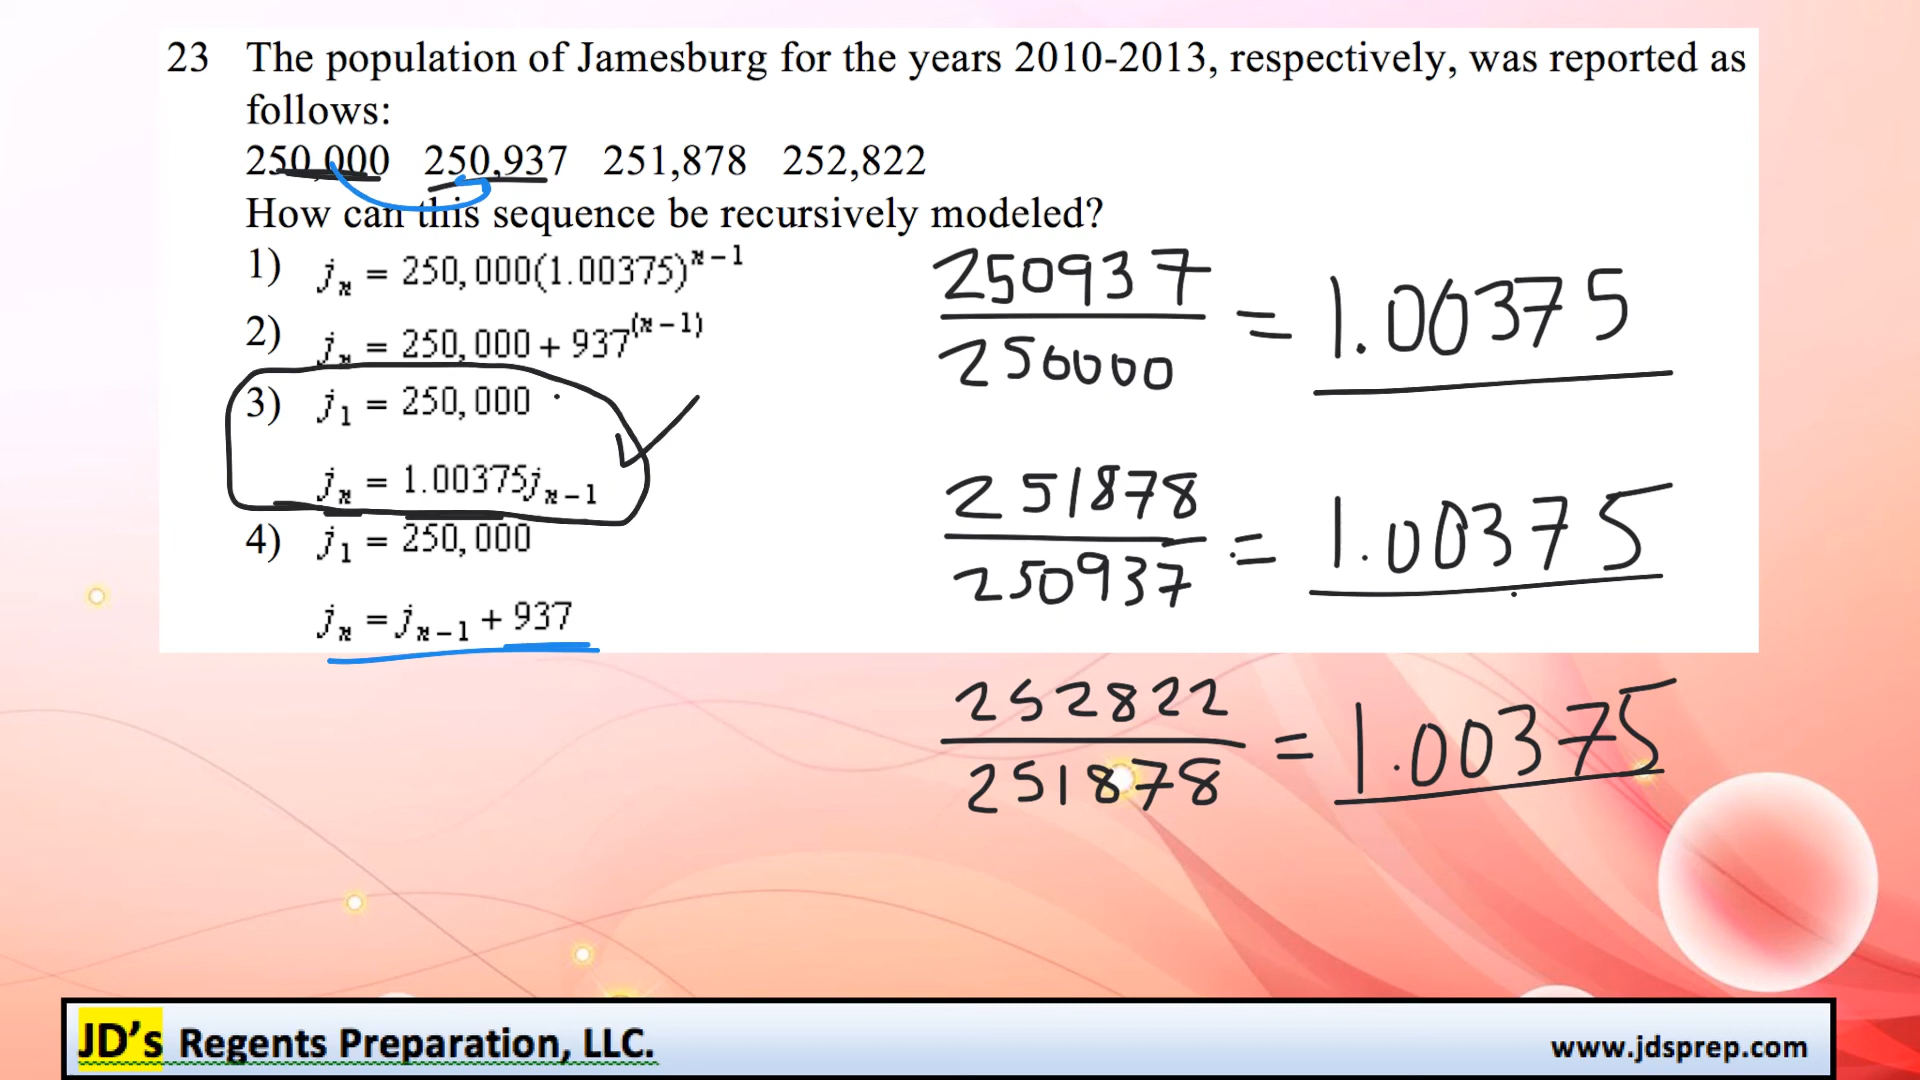 23 The population of Jamesburg for the years 2010-2013, respectively, was reported as
follows:
250,000 250,937 251,878 252,822
How can this sequence be recursively modeled?
1) jₙ = 250,000(1.00375)ⁿ⁻¹
2) jₙ = 250,000 + 937⁽ⁿ⁻¹⁾
3) j₁ = 250,000
jₙ = 1.00375jₙ₋₁
4) j₁ = 250,000
jₙ = jₙ₋₁ + 937
250937
250000
= 1.00375
251878
250937
= 1.00375
252822
251878
= 1.00375
JD's Regents Preparation, LLC.
www.jdsprep.com